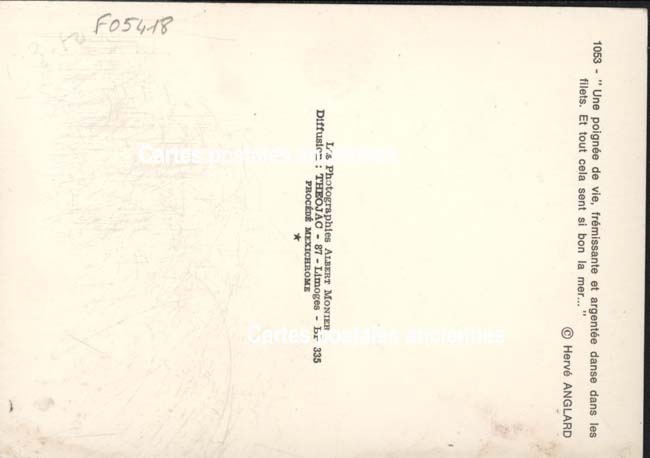 F05418
1053 - " Une poignée de vie, frémissante et argentée danse dans les
filets. Et tout cela sent si bon la mer... "
© Hervé ANGLARD
Les Photographies ALBERT MONIER
Diffusion : THEOJAC - 87 - Limoges - 335
PROCÉDÉ MEXICHROME
★
Cartes postales anciennes
Cartes postales anciennes